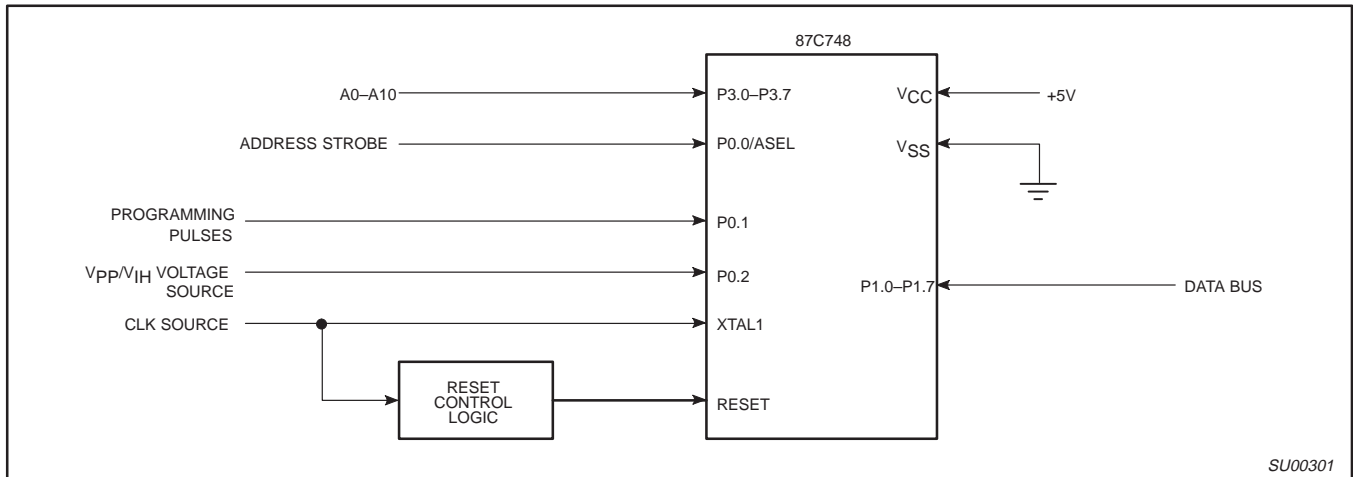 87C748
A0–A10
P3.0–P3.7
VCC
+5V
ADDRESS STROBE
P0.0/ASEL
VSS
PROGRAMMING
PULSES
P0.1
VPP/VIH VOLTAGE
SOURCE
P0.2
P1.0–P1.7
DATA BUS
CLK SOURCE
XTAL1
RESET
CONTROL
LOGIC
RESET
SU00301